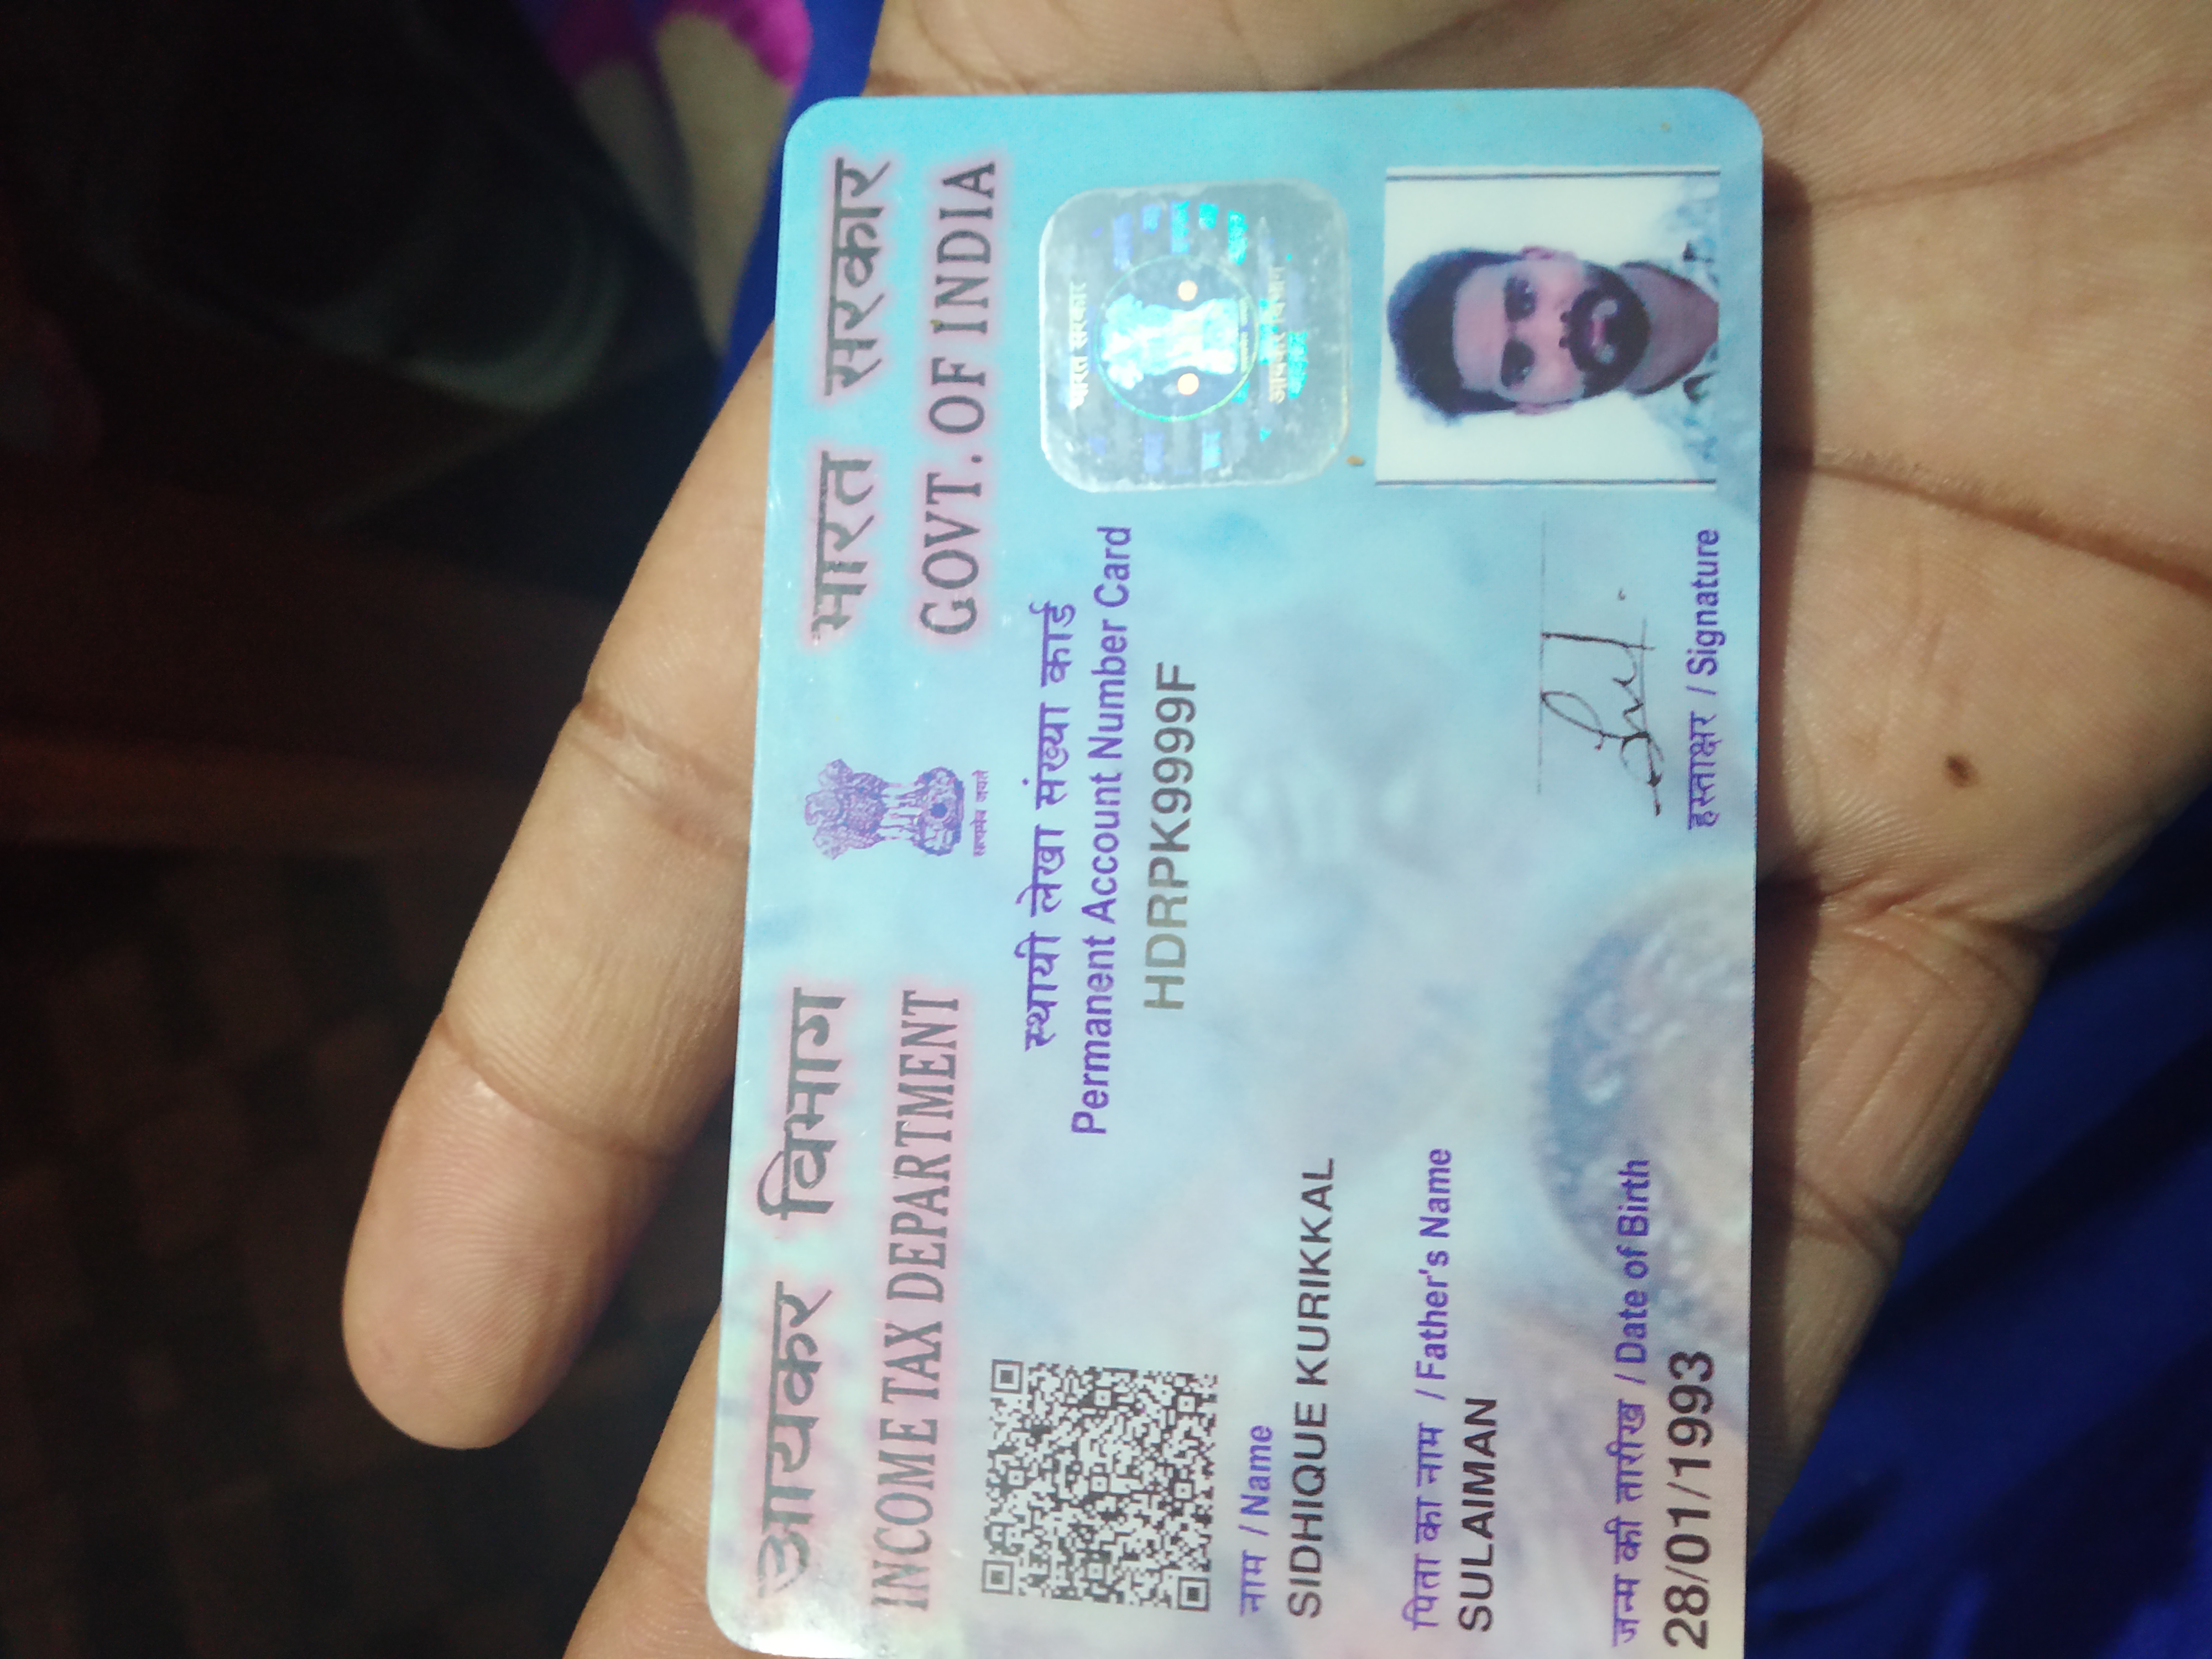 आयकर विभाग
INCOME TAX DEPARTMENT
भारत सरकार
GOVT. OF INDIA
सत्यमेव जयते
स्थायी लेखा संख्या कार्ड
Permanent Account Number Card
HDRPK9999F
भारत सरकार
आयकर विभाग
नाम / Name
SIDHIQUE KURIKKAL
पिता का नाम / Father's Name
SULAIMAN
जन्म की तारीख / Date of Birth
28/01/1993
हस्ताक्षर / Signature